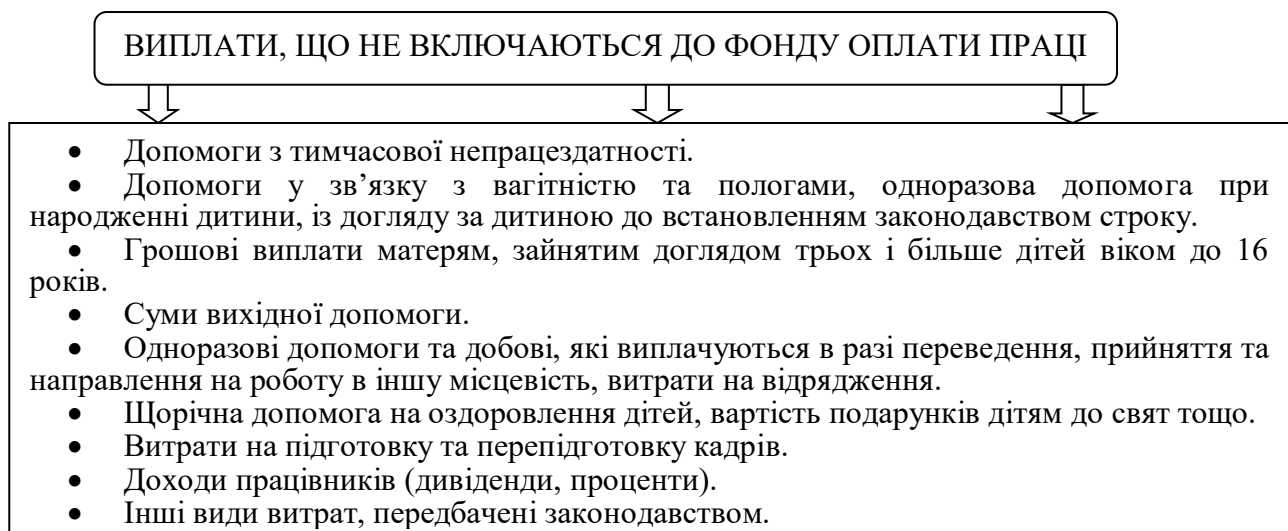 ВИПЛАТИ, ЩО НЕ ВКЛЮЧАЮТЬСЯ ДО ФОНДУ ОПЛАТИ ПРАЦІ
• Допомоги з тимчасової непрацездатності.
• Допомоги у зв’язку з вагітністю та пологами, одноразова допомога при
народженні дитини, із догляду за дитиною до встановленням законодавством строку.
• Грошові виплати матерям, зайнятим доглядом трьох і більше дітей віком до 16
років.
• Суми вихідної допомоги.
• Одноразові допомоги та добові, які виплачуються в разі переведення, прийняття та
направлення на роботу в іншу місцевість, витрати на відрядження.
• Щорічна допомога на оздоровлення дітей, вартість подарунків дітям до свят тощо.
• Витрати на підготовку та перепідготовку кадрів.
• Доходи працівників (дивіденди, проценти).
• Інші види витрат, передбачені законодавством.